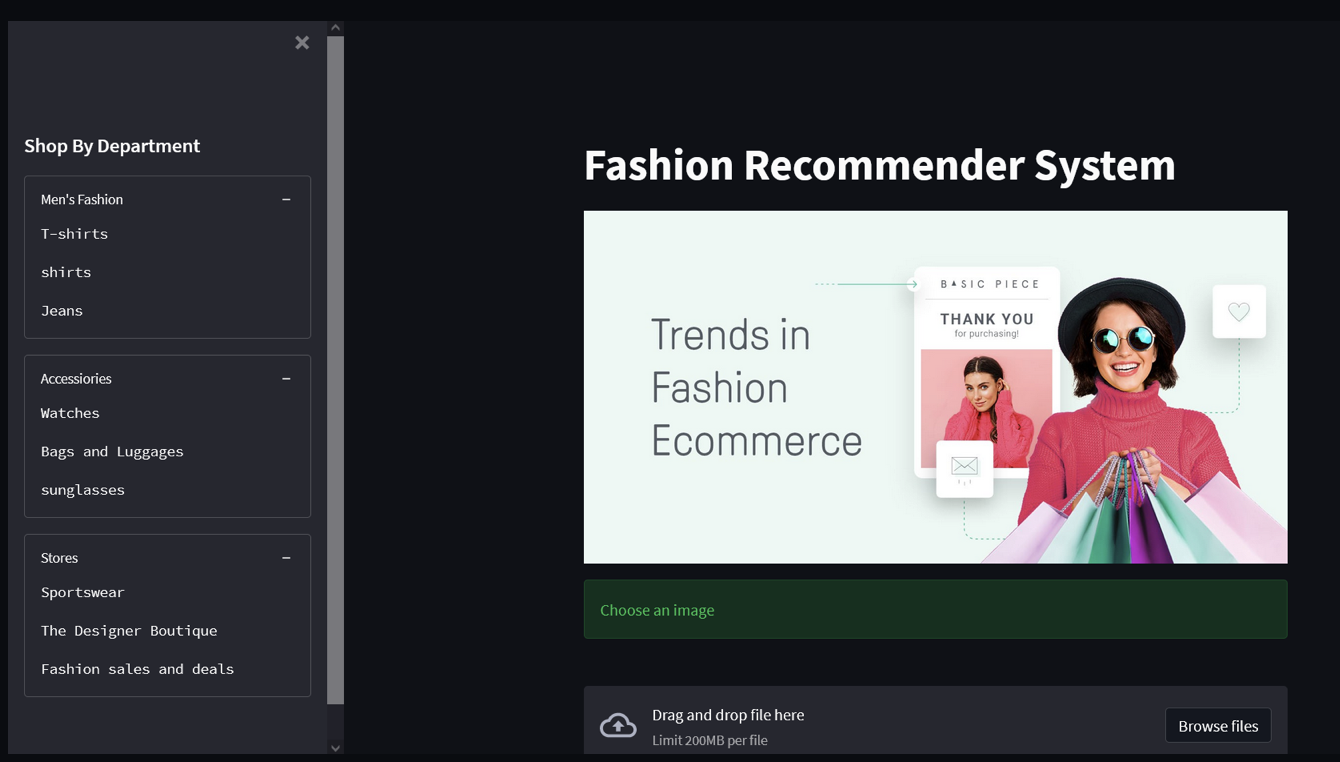 Shop By Department
Men's Fashion
T-shirts
shirts
Jeans
Accessiories
Watches
Bags and Luggages
sunglasses
Stores
Sportswear
The Designer Boutique
Fashion sales and deals
Fashion Recommender System
Trends in
Fashion
Ecommerce
BASIC PIECE
THANK YOU
for purchasing!
Choose an image
Drag and drop file here
Limit 200MB per file
Browse files